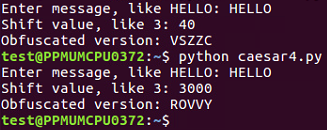 Enter message, like HELLO: HELLO
Shift value, like 3: 40
Obfuscated version: VSZZC
test@PPMUMCPU0372:~$ python caesar4.py
Enter message, like HELLO: HELLO
Shift value, like 3: 3000
Obfuscated version: ROVVY
test@PPMUMCPU0372:~$